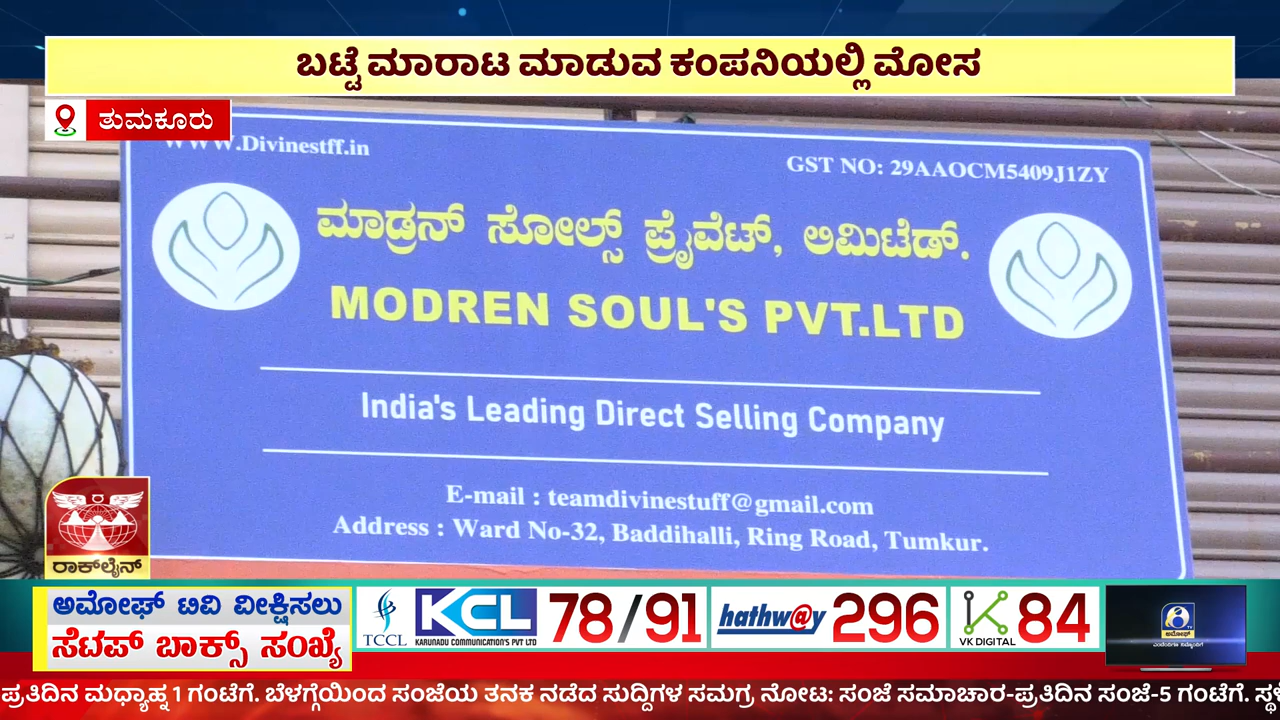 ಬಟ್ಟೆ ಮಾರಾಟ ಮಾಡುವ ಕಂಪನಿಯಲ್ಲಿ ಮೋಸ
ತುಮಕೂರು
WWW.Divinestff.in
GST NO: 29AAOCM5409J1ZY
ಮಾಡ್ರನ್ ಸೋಲ್ಸ್ ಪ್ರೈವೆಟ್, ಲಿಮಿಟೆಡ್.
MODREN SOUL'S PVT.LTD
India's Leading Direct Selling Company
E-mail : teamdivinestuff@gmail.com
Address : Ward No-32, Baddihalli, Ring Road, Tumkur.
ರಾಕ್‌ಲೈನ್
ಅಮೋಘ್ ಟಿವಿ ವೀಕ್ಷಿಸಲು
ಸೆಟಪ್ ಬಾಕ್ಸ್ ಸಂಖ್ಯೆ
TCCL
KCL
KARUNADU COMMUNICATION'S PVT LTD
78/91
hathw@y
296
VK DIGITAL
84
ಅಮೋಘ್
ಪ್ರತಿದಿನ ಮಧ್ಯಾಹ್ನ 1 ಗಂಟೆಗೆ. ಬೆಳಗ್ಗೆಯಿಂದ ಸಂಜೆಯ ತನಕ ನಡೆದ ಸುದ್ದಿಗಳ ಸಮಗ್ರ ನೋಟ: ಸಂಜೆ ಸಮಾಚಾರ-ಪ್ರತಿದಿನ ಸಂಜೆ-5 ಗಂಟೆಗೆ.